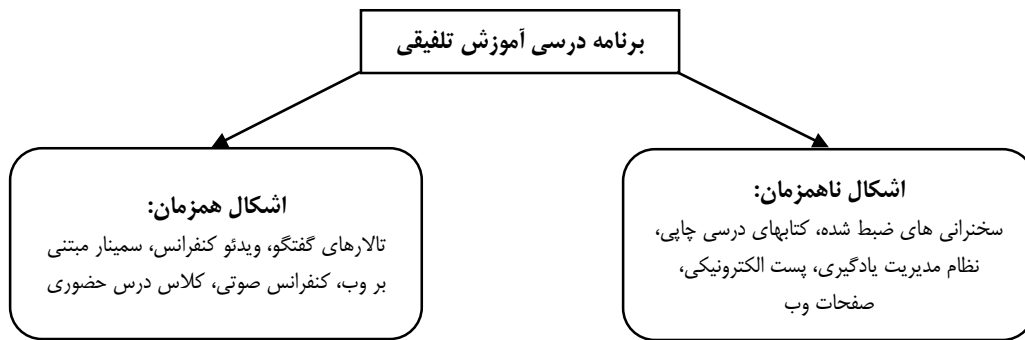 برنامه درسی آموزش تلفیقی
اشکال ناهمزمان:
سخنرانی های ضبط شده، کتابهای درسی چاپی،
نظام مدیریت یادگیری، پست الکترونیکی،
صفحات وب
اشکال همزمان:
تالارهای گفتگو، ویدئو کنفرانس، سمینار مبتنی
بر وب، کنفرانس صوتی، کلاس درس حضوری